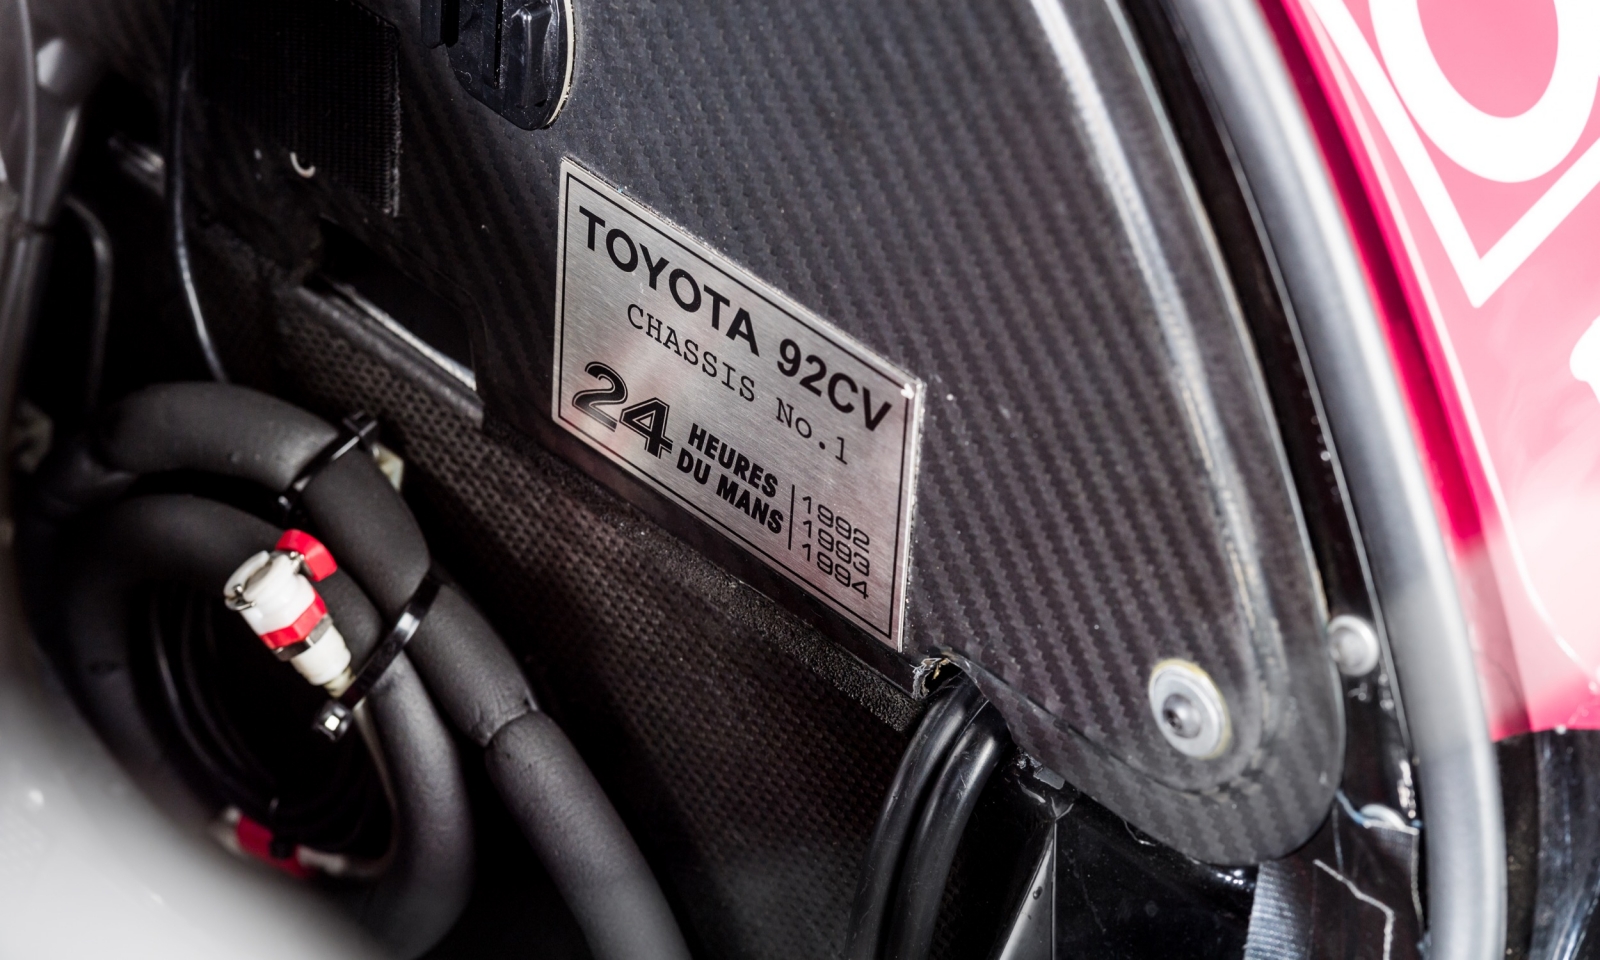 TOYOTA 92CV
CHASSIS No.1
24 HEURES
DU MANS
1992
1993
1994